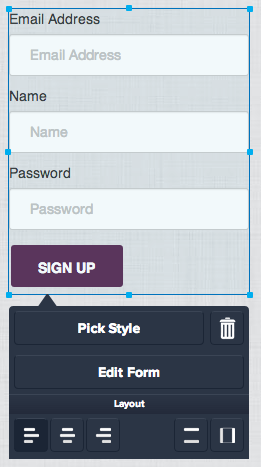 Email Address
Email Address
Name
Name
Password
Password
SIGN UP
Pick Style
Edit Form
Layout